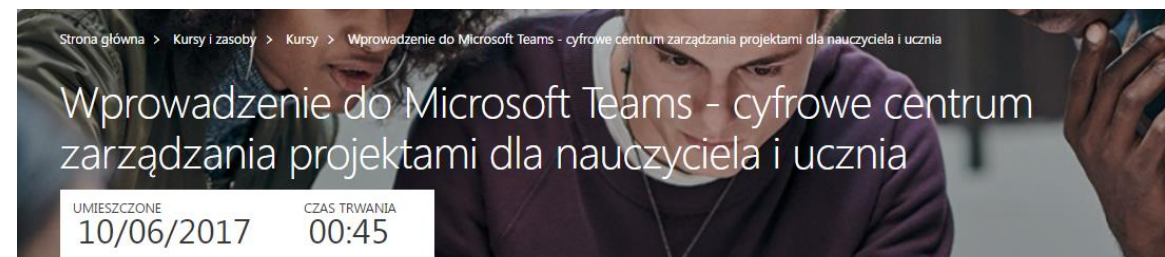 Strona główna > Kursy i zasoby > Kursy > Wprowadzenie do Microsoft Teams - cyfrowe centrum zarządzania projektami dla nauczyciela i ucznia
Wprowadzenie do Microsoft Teams - cyfrowe centrum
zarządzania projektami dla nauczyciela i ucznia
UMIESZCZONE CZAS TRWANIA
10/06/2017 00:45